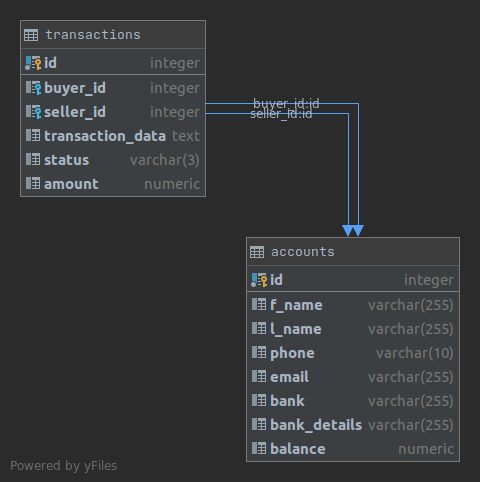 transactions
id integer
buyer_id integer
seller_id integer
transaction_data text
status varchar(3)
amount numeric
buyer_id:id
seller_id:id
accounts
id integer
f_name varchar(255)
l_name varchar(255)
phone varchar(10)
email varchar(255)
bank varchar(255)
bank_details varchar(255)
balance numeric
Powered by yFiles